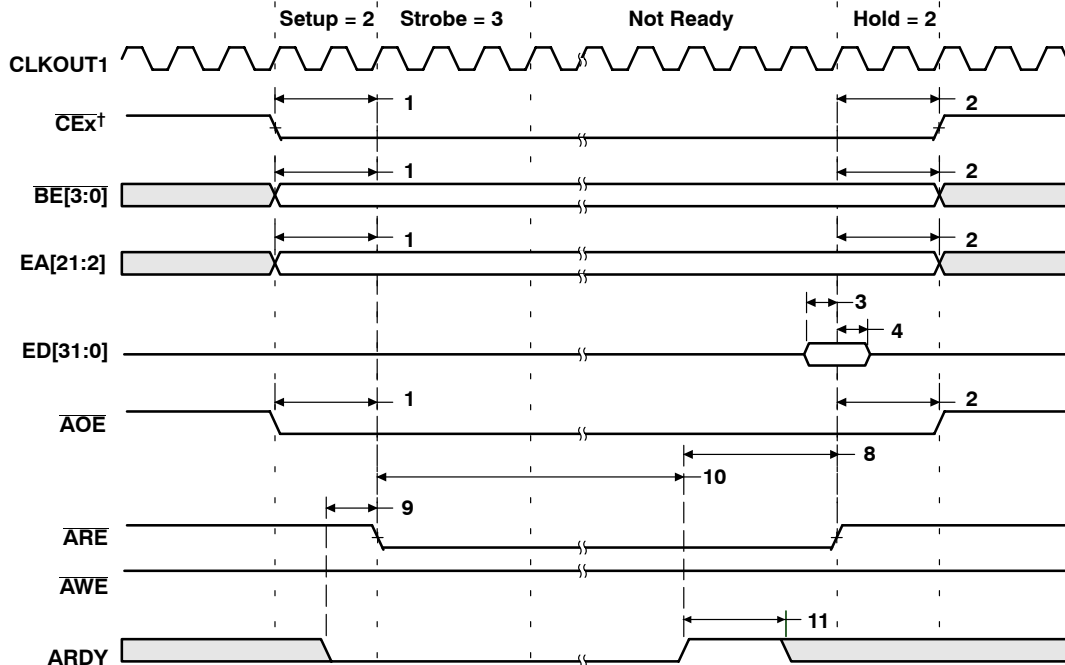 Setup = 2 Strobe = 3 Not Ready Hold = 2
CLKOUT1
1 2
CEx†
1 2
BE[3:0]
1 2
EA[21:2]
3
4
ED[31:0]
1 2
AOE
8
10
9
ARE
AWE
11
ARDY